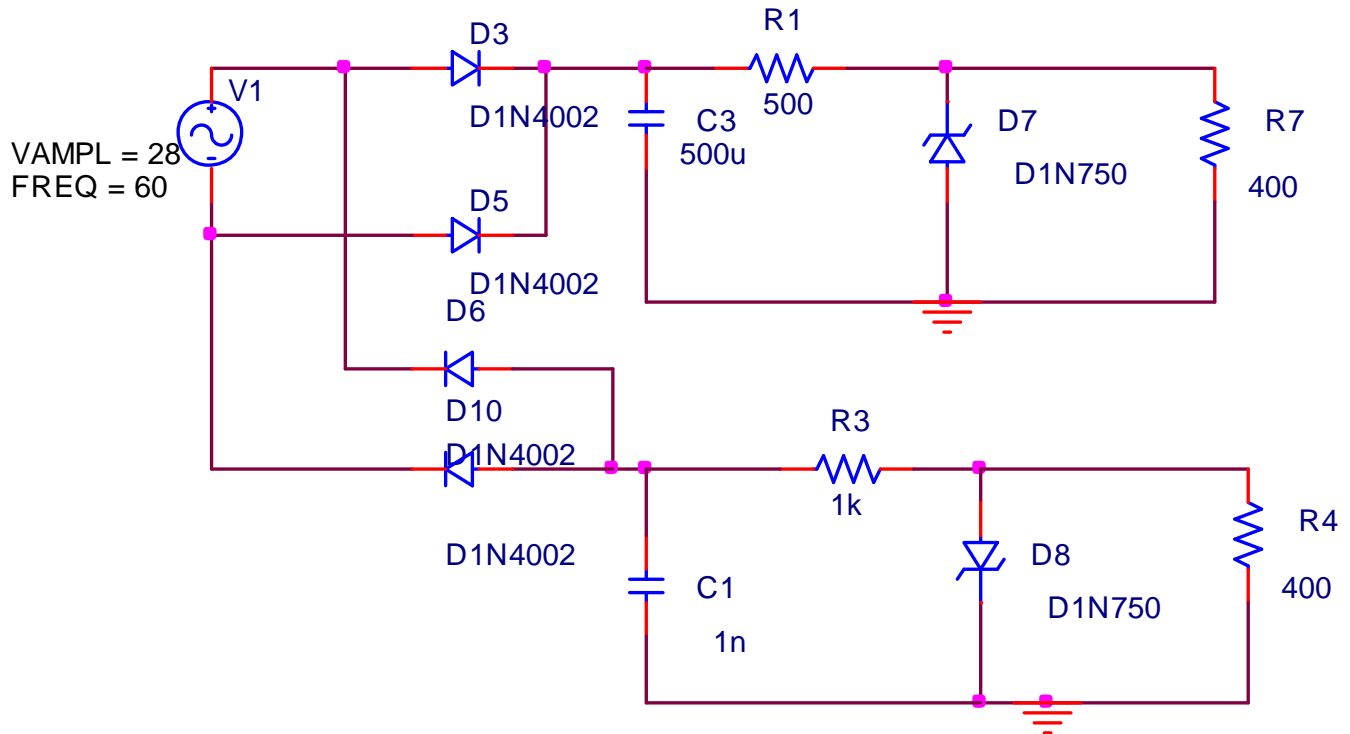 D3
R1
V1
D1N4002
500
C3
500u
D7
R7
VAMPL = 28
FREQ = 60
D1N750
400
D5
D1N4002
D6
D10
R3
D1N4002
1k
R4
D1N4002
C1
D8
400
D1N750
1n